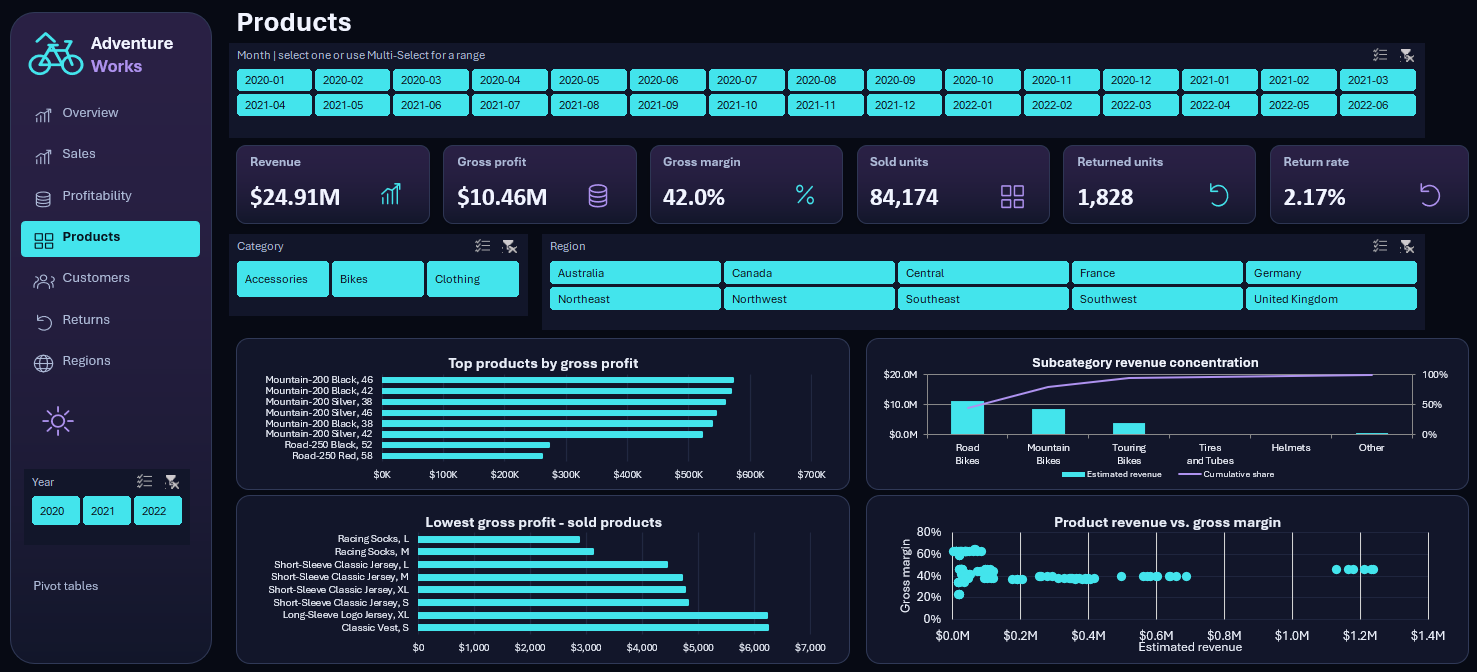 Adventure
Works
Overview
Sales
Profitability
Products
Customers
Returns
Regions
Year
2020 2021 2022
Pivot tables
Products
Month | select one or use Multi-Select for a range
2020-01 2020-02 2020-03 2020-04 2020-05 2020-06 2020-07 2020-08 2020-09 2020-10 2020-11 2020-12 2021-01 2021-02 2021-03
2021-04 2021-05 2021-06 2021-07 2021-08 2021-09 2021-10 2021-11 2021-12 2022-01 2022-02 2022-03 2022-04 2022-05 2022-06
Revenue Gross profit Gross margin Sold units Returned units Return rate
$24.91M $10.46M 42.0% % 84,174 1,828 2.17%
Category
Accessories Bikes Clothing
Region
Australia Canada Central France Germany
Northeast Northwest Southeast Southwest United Kingdom
Top products by gross profit
Mountain-200 Black, 46
Mountain-200 Black, 42
Mountain-200 Silver, 38
Mountain-200 Silver, 46
Mountain-200 Black, 38
Mountain-200 Silver, 42
Road-250 Black, 52
Road-250 Red, 58
$0K $100K $200K $300K $400K $500K $600K $700K
Subcategory revenue concentration
$20.0M 100%
$10.0M 50%
$0.0M 0%
Road Mountain Touring Tires Helmets Other
Bikes Bikes Bikes and Tubes
Estimated revenue Cumulative share
Lowest gross profit - sold products
Racing Socks, L
Racing Socks, M
Short-Sleeve Classic Jersey, L
Short-Sleeve Classic Jersey, M
Short-Sleeve Classic Jersey, XL
Short-Sleeve Classic Jersey, S
Long-Sleeve Logo Jersey, XL
Classic Vest, S
$0 $1,000 $2,000 $3,000 $4,000 $5,000 $6,000 $7,000
Product revenue vs. gross margin
Gross margin
80%
60%
40%
20%
0%
$0.0M $0.2M $0.4M $0.6M $0.8M $1.0M $1.2M $1.4M
Estimated revenue